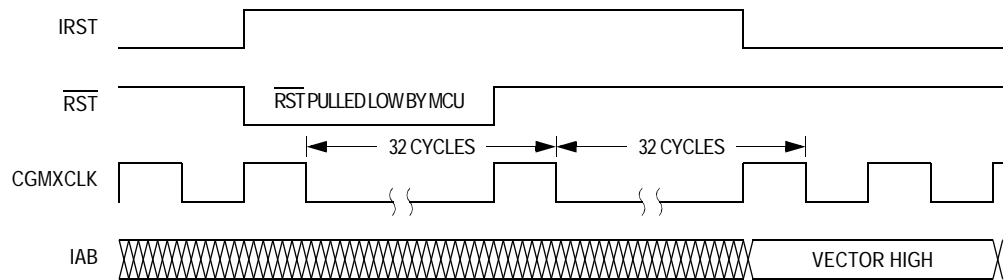 IRST
RST
RST PULLED LOW BY MCU
32 CYCLES
32 CYCLES
CGMXCLK
IAB
VECTOR HIGH